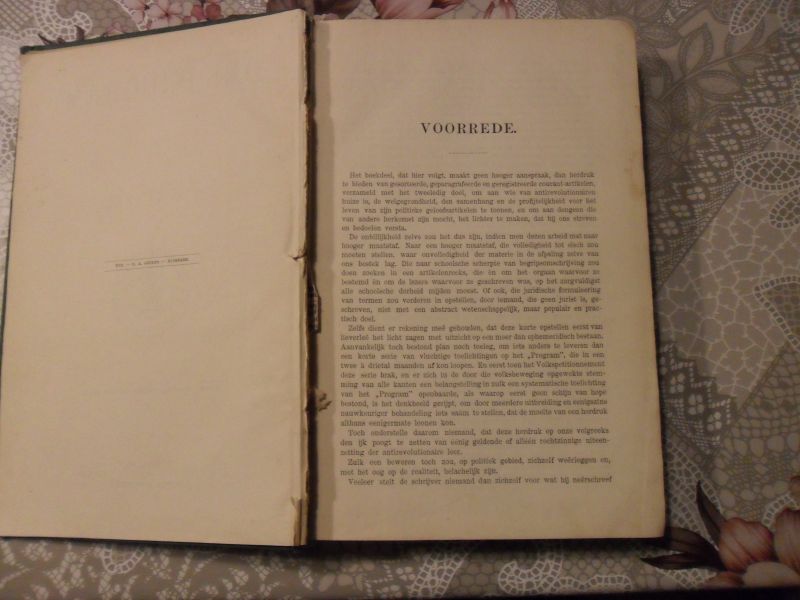 VOORREDE.
Het boekdeel, dat hier volgt, maakt geen hooger aanspraak, dan herdruk
te bieden van gesorteerde, geparagrafeerde en geregistreerde courant-artikelen,
verzameld met het tweeledig doel, om aan wie van antirevolutionairen
huize is, de welgegrondheid, den samenhang en de profijtelijkheid voor het
leven van zijn politieke geloofsartikelen te toonen, en om aan dengene die
van andere herkomst zijn mocht, het lichter te maken, dat hij ons streven
en bedoelen versta.
De onbillijkheid zelve zou het dus zijn, indien men dezen arbeid mat naar
hooger maatstaf. Naar een hooger maatstaf, die volledigheid tot eisch zou
moeten stellen, waar onvolledigheid der materie in de afpaling zelve van
ons bestek lag. Die naar schoolsche scherpte van begripsomschrijving zou
doen zoeken in een artikelenreeks, die én om het orgaan waarvoor ze
bestemd én om de lezers waarvoor ze geschreven was, op het zorgvuldigst
alle schoolsche dorheid mijden moest. Of ook, die juridische formuleering
van termen zou vorderen in opstellen, door iemand, die geen jurist is, ge-
schreven, niet met een abstract wetenschappelijk, maar populair en prac-
tisch doel.
Zelfs dient er rekening meê gehouden, dat deze korte opstellen eerst van
lieverleê het licht zagen met uitzicht op een meer dan ephemeridisch bestaan.
Aanvankelijk toch bestond plan noch toeleg, om iets anders te leveren dan
een korte serie van vluchtige toelichtingen op het „Program", die in een
twee à drietal maanden af kon loopen. En eerst toen het Volkspetitionnement
deze serie brak, en er zich in de door die volksbeweging opgewekte stem-
ming van alle kanten een belangstelling in zulk een systematische toelichting
van het „Program" openbaarde, als waarop eerst geen schijn van hope
bestond, is het denkbeeld gerijpt, om door meerdere uitbreiding en eenigszins
nauwkeuriger behandeling iets saam te stellen, dat de moeite van een herdruk
althans eenigermate loonen kon.
Toch onderstelle daarom niemand, dat deze herdruk op onze volgreeks
den ijk poogt te zetten van éénig geldende of alléén rechtzinnige uiteen-
zetting der antirevolutionaire leer.
Zulk een beweren toch zou, op politiek gebied, zichzelf weêrleggen en,
met het oog op de realiteit, belachelijk zijn.
Veeleer stelt de schrijver niemand dan zichzelf voor wat hij neêrschreef